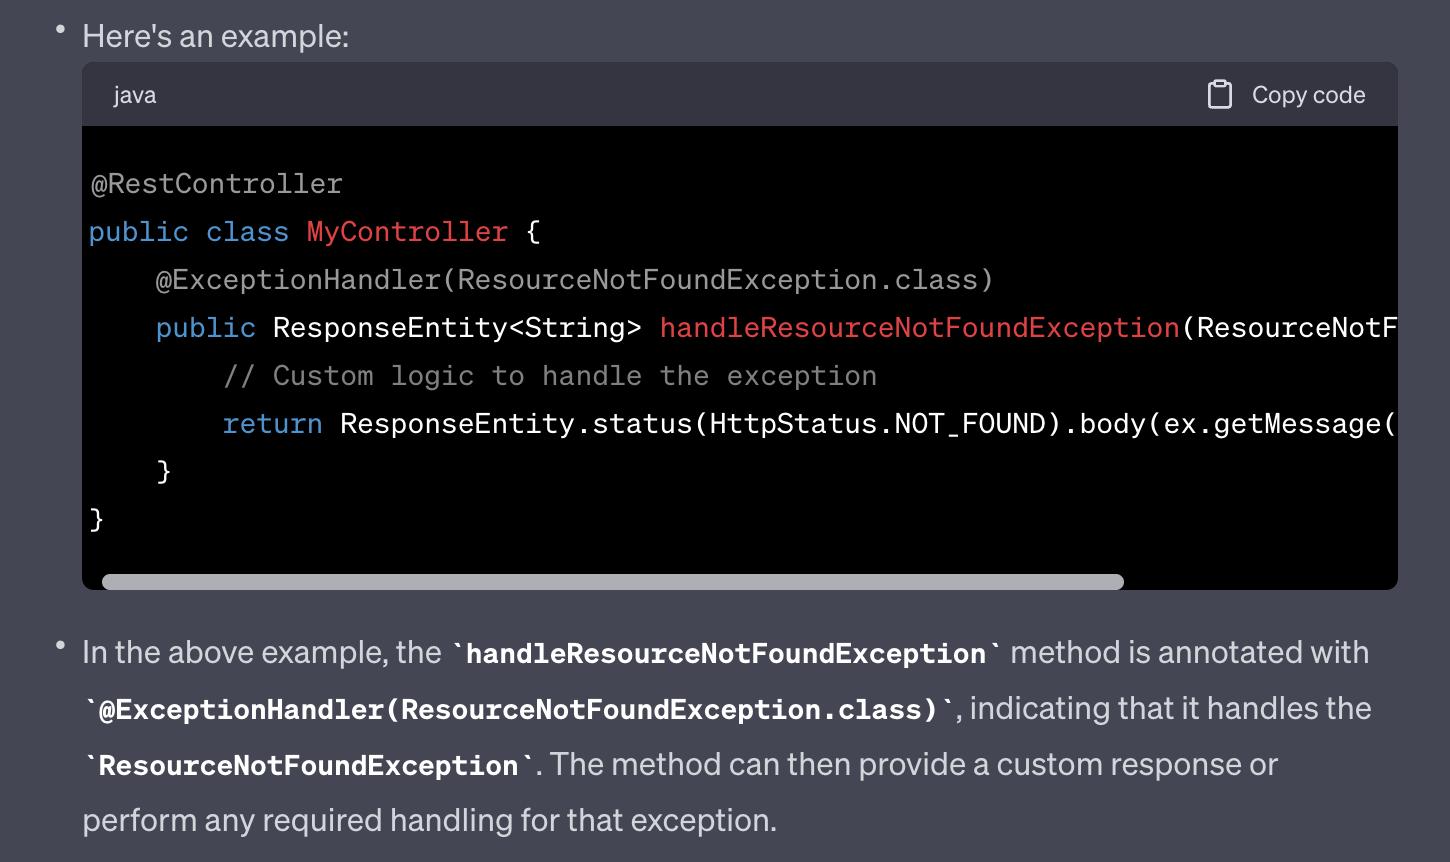 • Here's an example:
java Copy code
@RestController
public class MyController {
@ExceptionHandler(ResourceNotFoundException.class)
public ResponseEntity<String> handleResourceNotFoundException(ResourceNotF
// Custom logic to handle the exception
return ResponseEntity.status(HttpStatus.NOT_FOUND).body(ex.getMessage(
}
}
• In the above example, the `handleResourceNotFoundException` method is annotated with
`@ExceptionHandler(ResourceNotFoundException.class)`, indicating that it handles the
`ResourceNotFoundException`. The method can then provide a custom response or
perform any required handling for that exception.